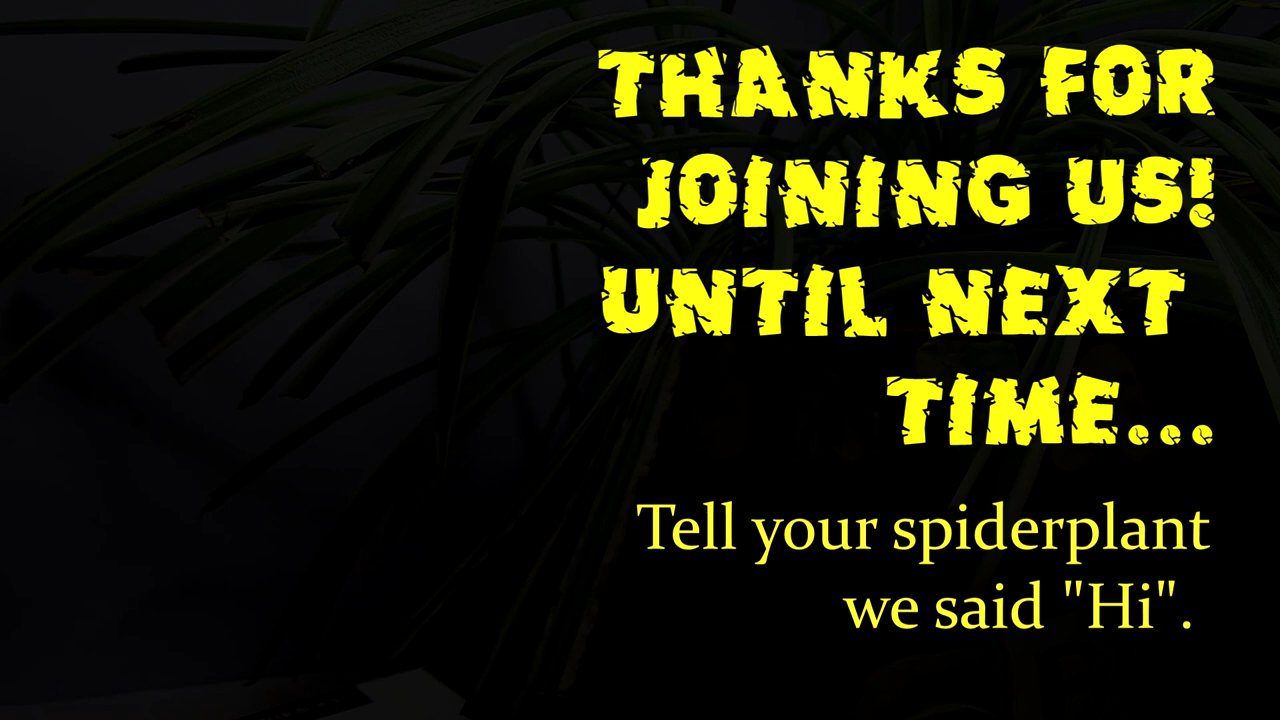 THANKS FOR
JOINING US!
UNTIL NEXT
TIME...
Tell your spiderplant
we said "Hi".